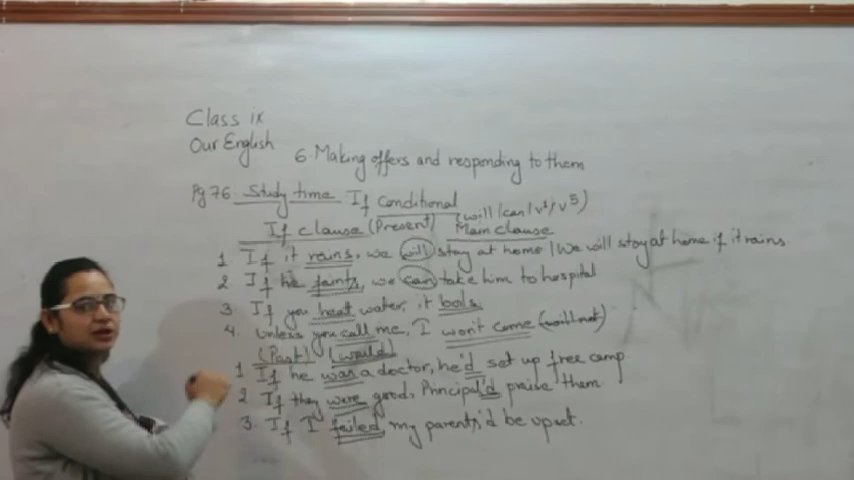 Class ix
Our English
6. Making offers and responding to them
Pg 76. Study time. If Conditional
(will/can/v¹/v⁵)
If clause (Present) Main clause
1 If it rains, we will stay at home / We will stay at home if it rains.
2 If he faints, we can take him to hospital
3. If you heat water, it boils.
4. Unless you call me, I won't come (will not)
(Past) (would)
1 If he was a doctor, he'd set up free camp.
2 If they were good, Principal'd praise them
3. If I failed, my parents'd be upset.